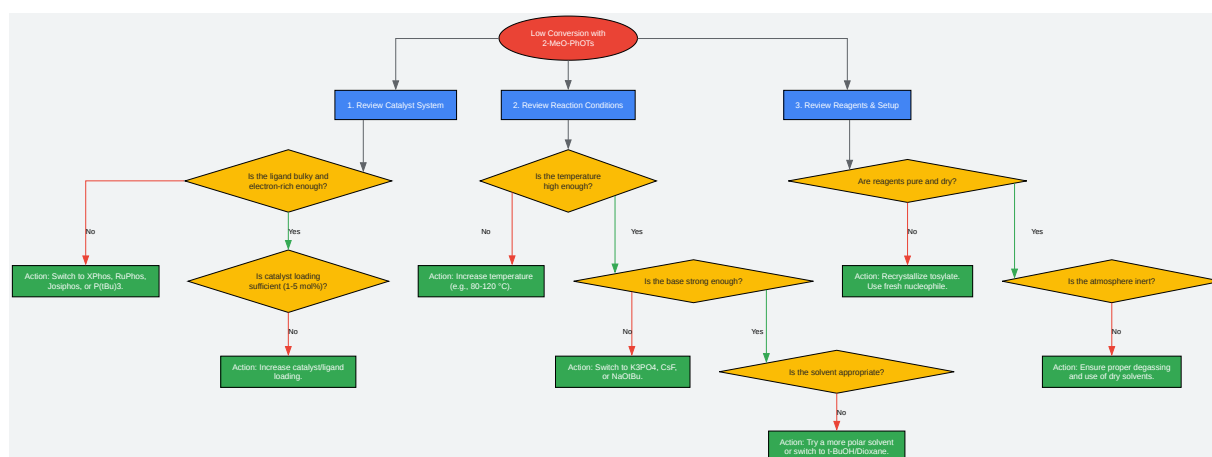 Low Conversion with
2-MeO-PhOTs
1. Review Catalyst System
2. Review Reaction Conditions
3. Review Reagents & Setup
Is the ligand bulky and
electron-rich enough?
Is the temperature
high enough?
Are reagents pure and dry?
No
Yes
No
Yes
No
Yes
Action: Switch to XPhos, RuPhos,
Josiphos, or P(tBu)3.
Is catalyst loading
sufficient (1-5 mol%)?
Action: Increase temperature
(e.g., 80-120 °C).
Is the base strong enough?
Action: Recrystallize tosylate.
Use fresh nucleophile.
Is the atmosphere inert?
No
No
Yes
No
Action: Increase catalyst/ligand
loading.
Action: Switch to K3PO4, CsF,
or NaOtBu.
Is the solvent appropriate?
Action: Ensure proper degassing
and use of dry solvents.
No
Action: Try a more polar solvent
or switch to t-BuOH/Dioxane.